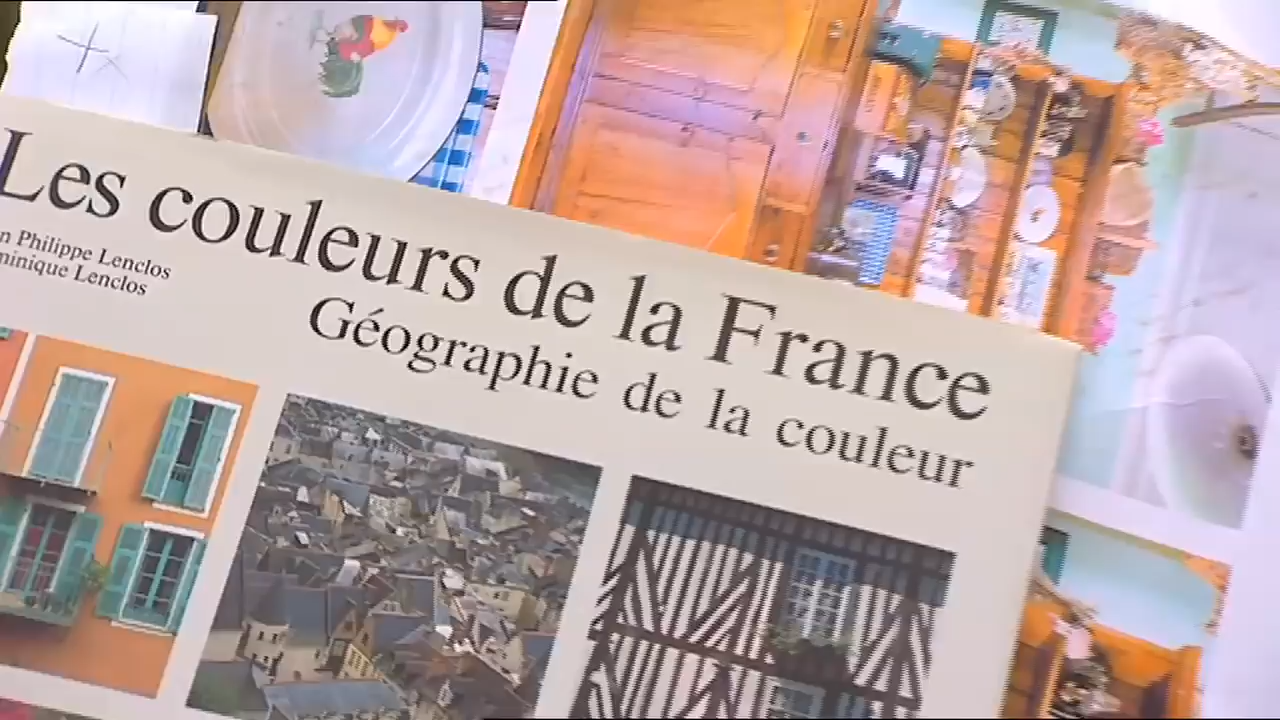 Les couleurs de la France
n Philippe Lenclos
minique Lenclos
Géographie de la couleur